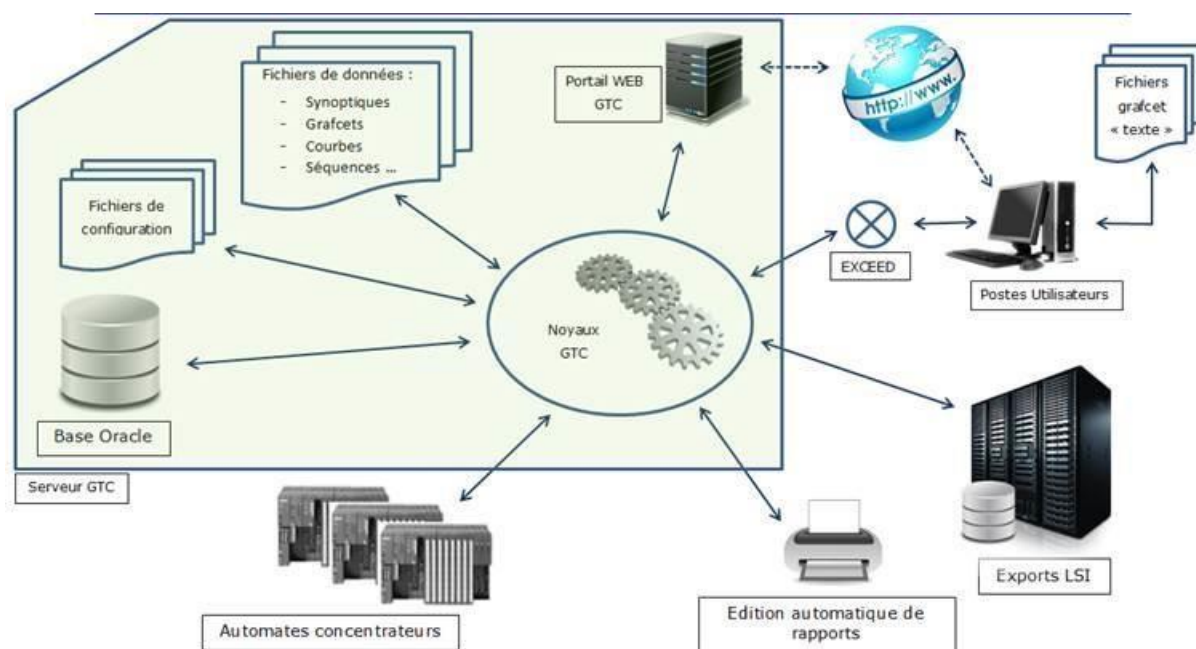 Fichiers de données :
- Synoptiques
- Grafcets
- Courbes
- Séquences ...
Portail WEB
GTC
http://www.
Fichiers
grafcet
« texte »
Fichiers de
configuration
EXCEED
Postes Utilisateurs
Noyaux
GTC
Base Oracle
Serveur GTC
Exports LSI
Automates concentrateurs
Edition automatique de
rapports